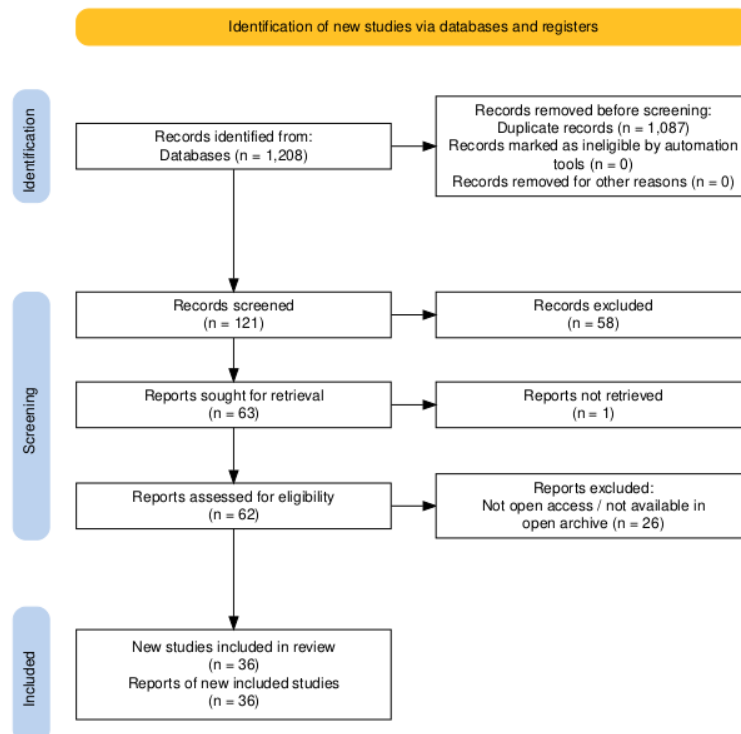 Identification of new studies via databases and registers
Identification
Records identified from:
Databases (n = 1,208)
Records removed before screening:
Duplicate records (n = 1,087)
Records marked as ineligible by automation
tools (n = 0)
Records removed for other reasons (n = 0)
Screening
Records screened
(n = 121)
Records excluded
(n = 58)
Reports sought for retrieval
(n = 63)
Reports not retrieved
(n = 1)
Reports assessed for eligibility
(n = 62)
Reports excluded:
Not open access / not available in
open archive (n = 26)
Included
New studies included in review
(n = 36)
Reports of new included studies
(n = 36)